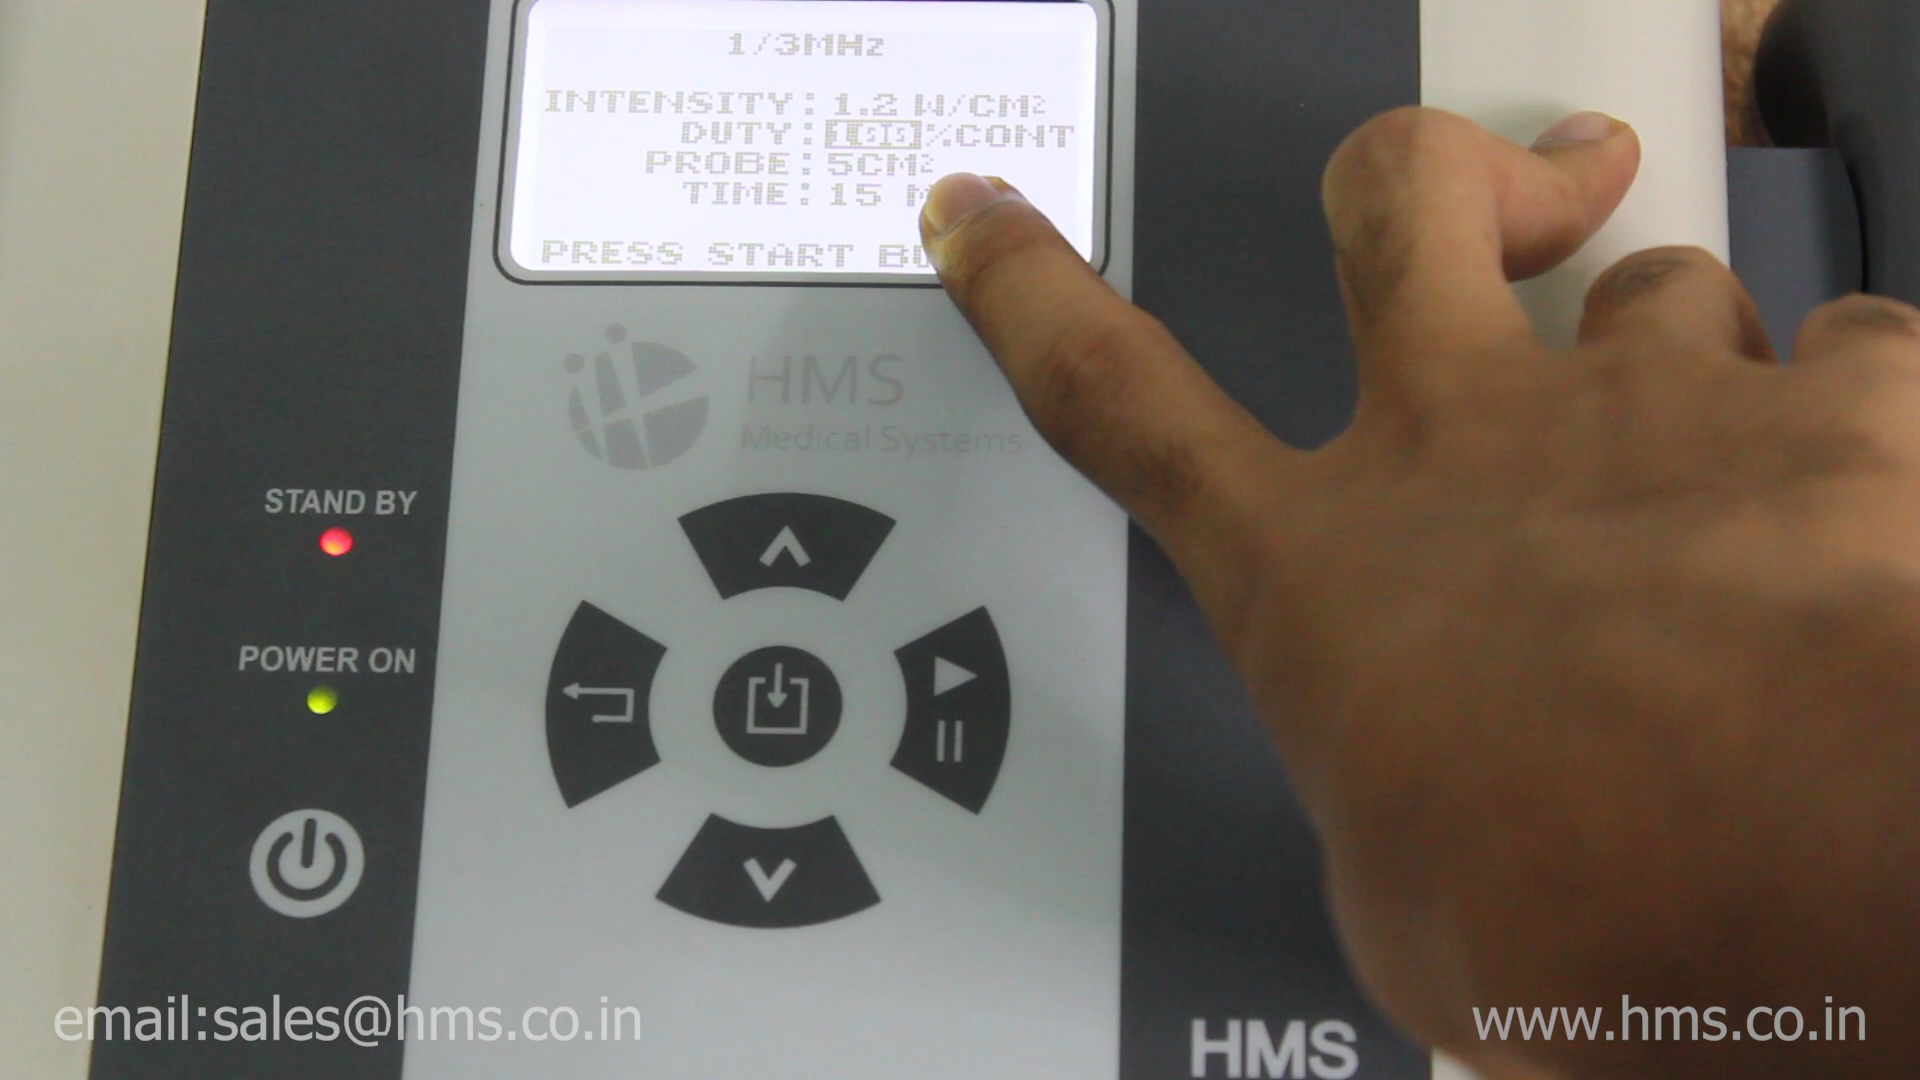 1/3MHz
INTENSITY: 1.2 W/CM²
DUTY: 100%CONT
PROBE: 5CM²
TIME: 15
PRESS START
HMS
Medical Systems
STAND BY
POWER ON
email:sales@hms.co.in
HMS
www.hms.co.in